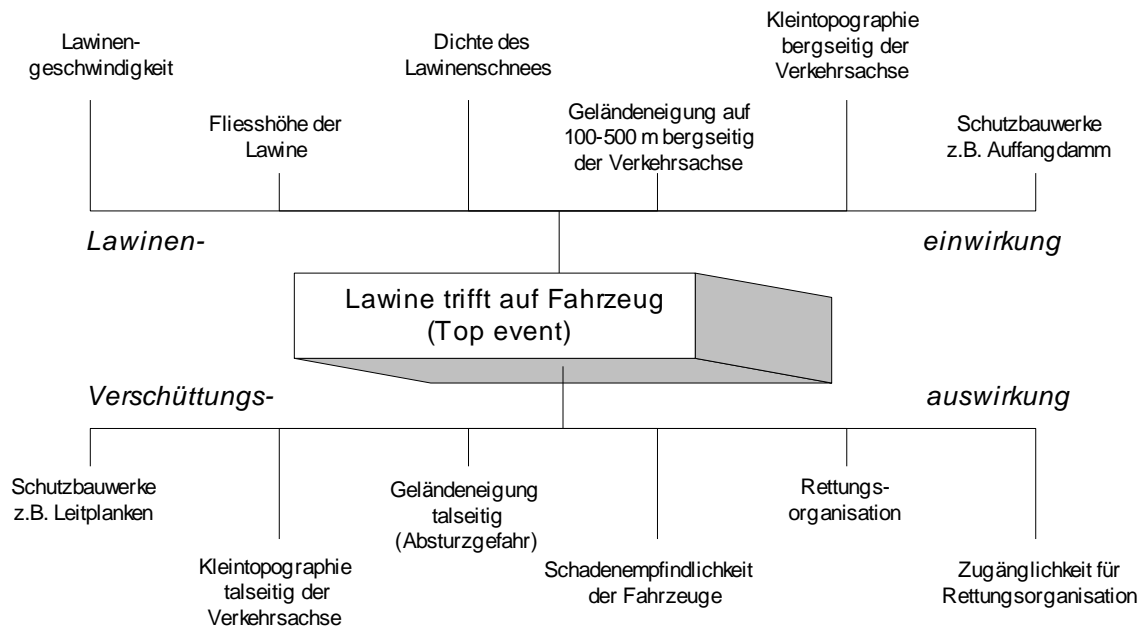 Lawinen-
geschwindigkeit
Fliesshöhe der
Lawine
Dichte des
Lawinenschnees
Geländeneigung auf
100-500 m bergseitig
der Verkehrsachse
Kleintopographie
bergseitig der
Verkehrsachse
Schutzbauwerke
z.B. Auffangdamm
Lawinen-
einwirkung
Lawine trifft auf Fahrzeug
(Top event)
Verschüttungs-
auswirkung
Schutzbauwerke
z.B. Leitplanken
Kleintopographie
talseitig der
Verkehrsachse
Geländeneigung
talseitig
(Absturzgefahr)
Schadenempfindlichkeit
der Fahrzeuge
Rettungs-
organisation
Zugänglichkeit für
Rettungsorganisation